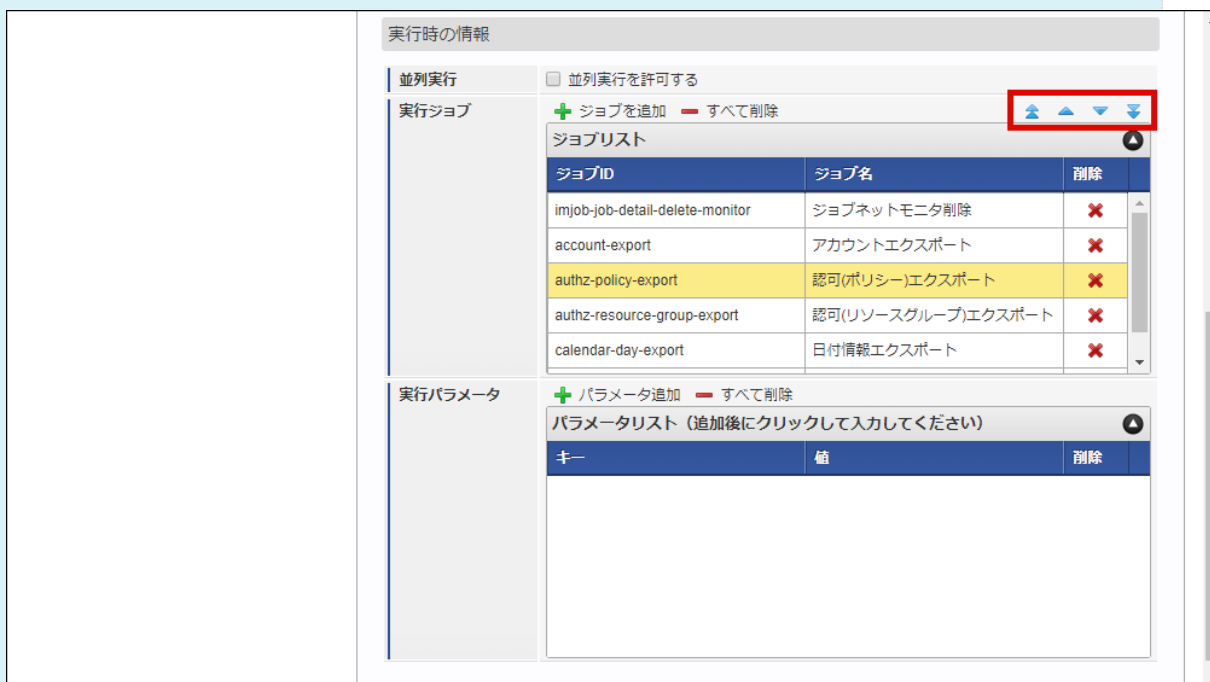 実行時の情報
並列実行 並列実行を許可する
実行ジョブ ジョブを追加 すべて削除
ジョブリスト
ジョブID ジョブ名 削除
imjob-job-detail-delete-monitor ジョブネットモニタ削除
account-export アカウントエクスポート
authz-policy-export 認可(ポリシー)エクスポート
authz-resource-group-export 認可(リソースグループ)エクスポート
calendar-day-export 日付情報エクスポート
実行パラメータ パラメータ追加 すべて削除
パラメータリスト（追加後にクリックして入力してください）
キー 値 削除